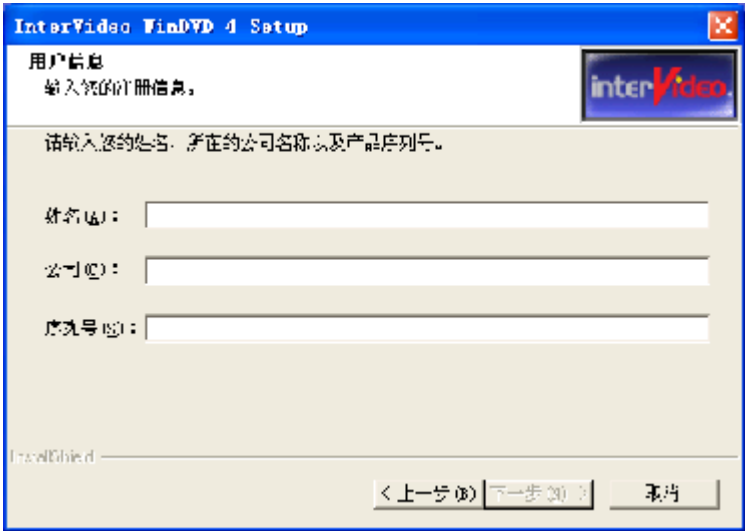 InterVideo WinDVD 4 Setup
用户信息
输入您的注册信息。
interVideo.
请输入您的姓名、所在的公司名称以及产品序列号。
姓名(A):
公司(C):
序列号(S):
InstallShield
< 上一步(B) 下一步(N) > 取消